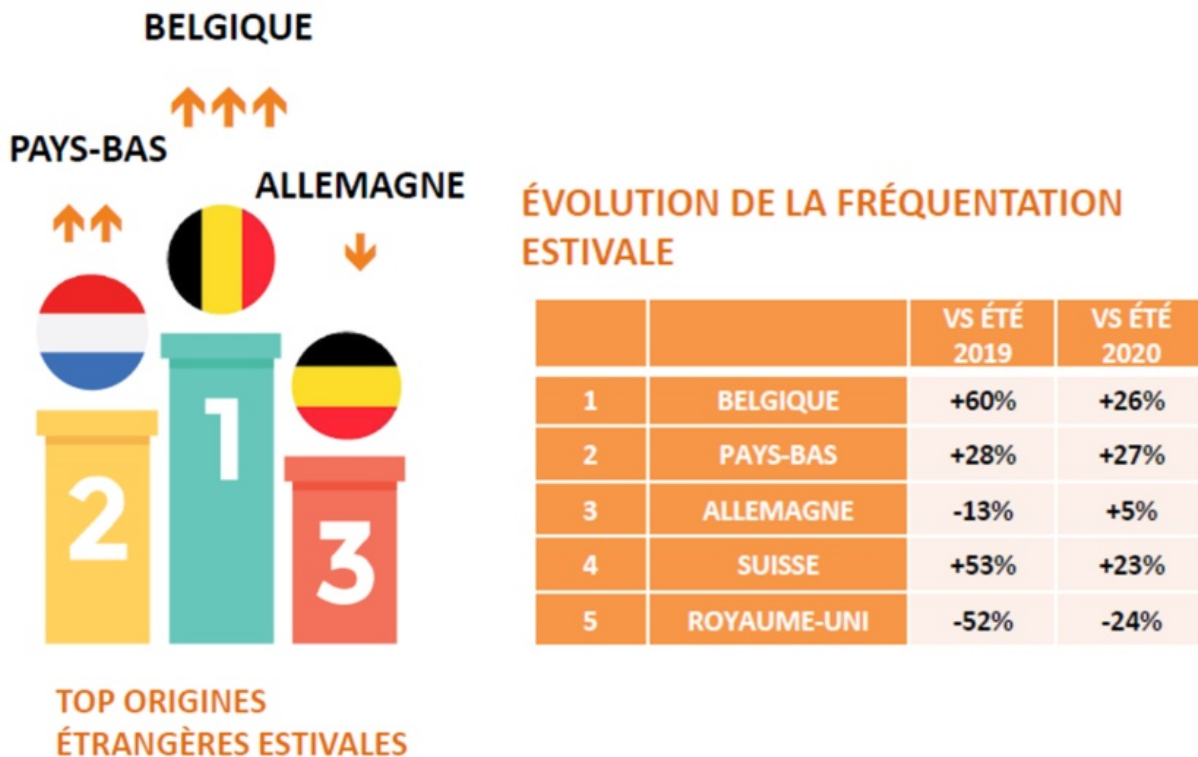 BELGIQUE
PAYS-BAS
ALLEMAGNE
2
1
3
TOP ORIGINES
ÉTRANGÈRES ESTIVALES
ÉVOLUTION DE LA FRÉQUENTATION
ESTIVALE
VS ÉTÉ 2019 VS ÉTÉ 2020
1 BELGIQUE +60% +26%
2 PAYS-BAS +28% +27%
3 ALLEMAGNE -13% +5%
4 SUISSE +53% +23%
5 ROYAUME-UNI -52% -24%